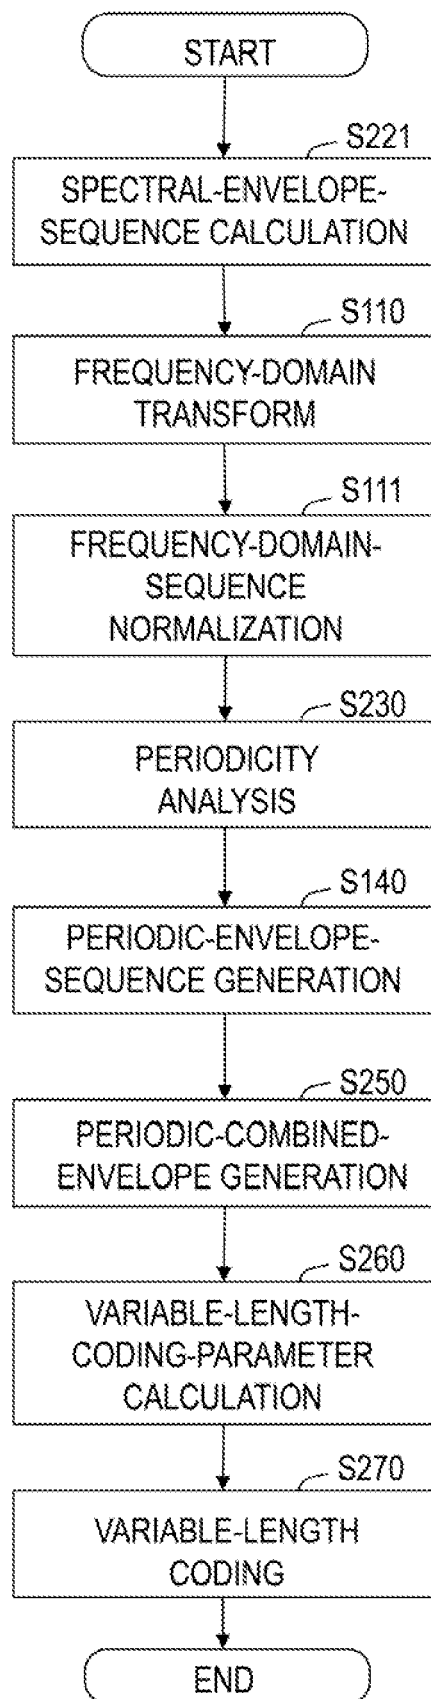 START
S221
SPECTRAL-ENVELOPE-
SEQUENCE CALCULATION
S110
FREQUENCY-DOMAIN
TRANSFORM
S111
FREQUENCY-DOMAIN-
SEQUENCE
NORMALIZATION
S230
PERIODICITY
ANALYSIS
S140
PERIODIC-ENVELOPE-
SEQUENCE GENERATION
S250
PERIODIC-COMBINED-
ENVELOPE GENERATION
S260
VARIABLE-LENGTH-
CODING-PARAMETER
CALCULATION
S270
VARIABLE-LENGTH
CODING
END